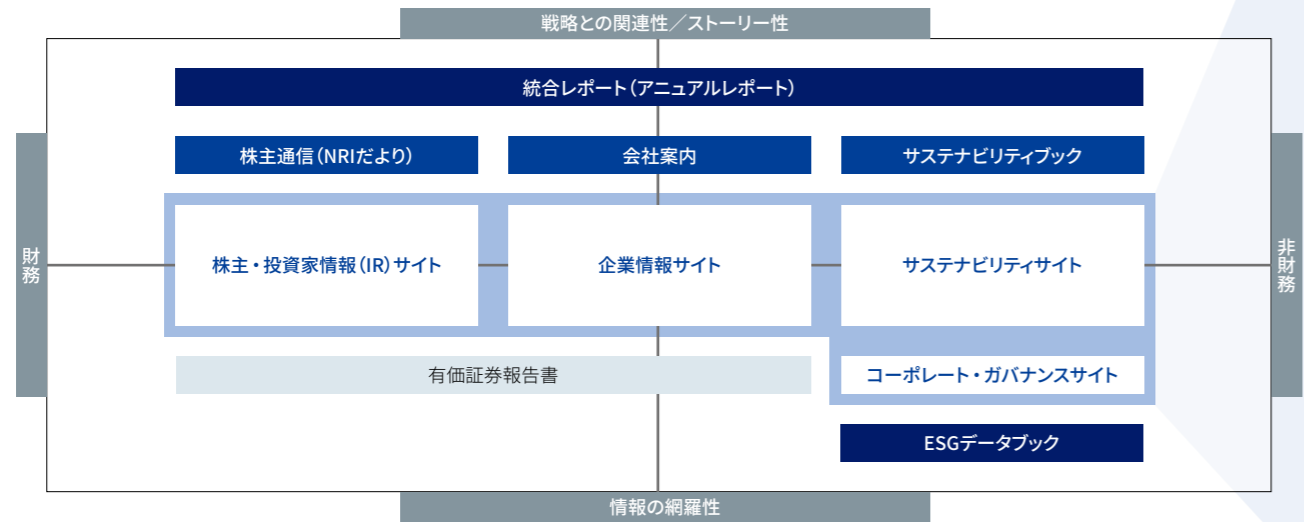 戦略との関連性／ストーリー性
統合レポート（アニュアルレポート）
株主通信（NRIだより）
会社案内
サステナビリティブック
財務
株主・投資家情報（IR）サイト
企業情報サイト
サステナビリティサイト
非財務
有価証券報告書
コーポレート・ガバナンスサイト
ESGデータブック
情報の網羅性